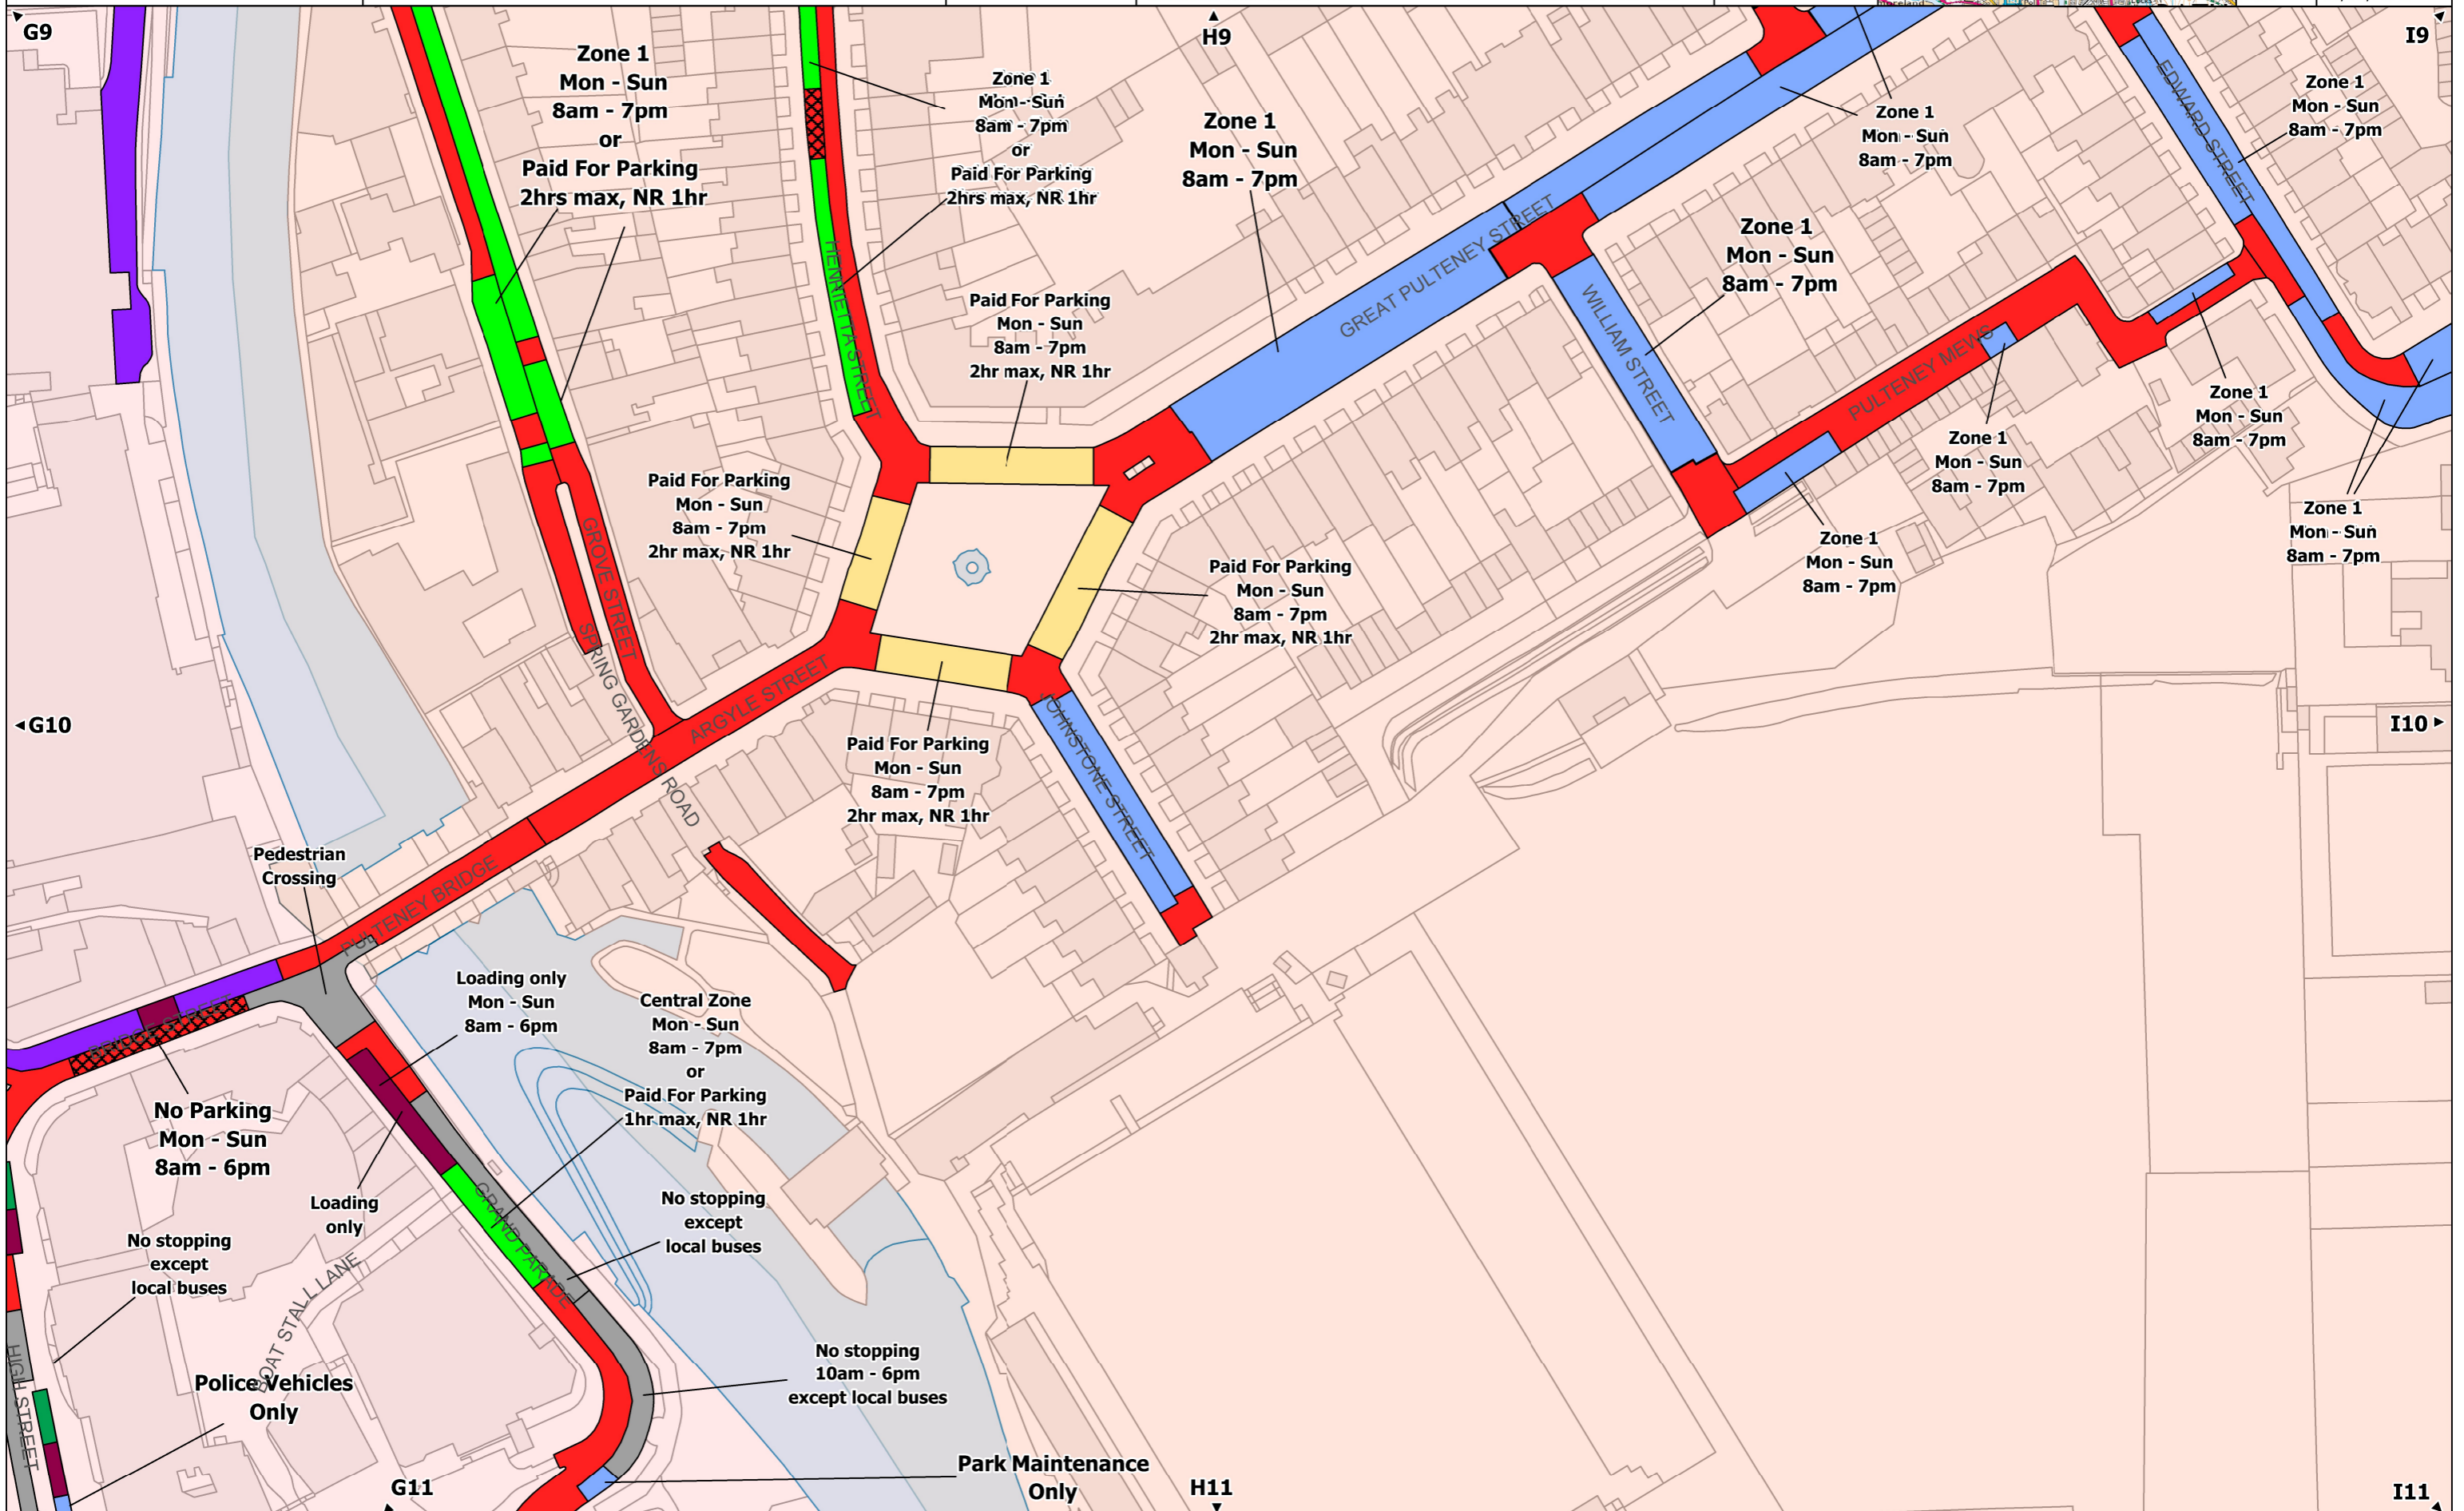 G9
H9
I9
Zone 1
Mon - Sun
8am - 7pm
or
Paid For Parking
2hrs max, NR 1hr
Zone 1
Mon - Sun
8am - 7pm
or
Paid For Parking
2hrs max, NR 1hr
Zone 1
Mon - Sun
8am - 7pm
Zone 1
Mon - Sun
8am - 7pm
Zone 1
Mon - Sun
8am - 7pm
EDWARD STREET
HENRIETTA STREET
GREAT PULTENEY STREET
Zone 1
Mon - Sun
8am - 7pm
WILLIAM STREET
PULTENEY MEWS
Paid For Parking
Mon - Sun
8am - 7pm
2hr max, NR 1hr
Zone 1
Mon - Sun
8am - 7pm
Zone 1
Mon - Sun
8am - 7pm
Zone 1
Mon - Sun
8am - 7pm
Zone 1
Mon - Sun
8am - 7pm
Paid For Parking
Mon - Sun
8am - 7pm
2hr max, NR 1hr
Paid For Parking
Mon - Sun
8am - 7pm
2hr max, NR 1hr
GROVE STREET
SPRING GARDENS ROAD
ARGYLE STREET
G10
I10
JOHNSTONE STREET
Paid For Parking
Mon - Sun
8am - 7pm
2hr max, NR 1hr
Pedestrian
Crossing
PULTENEY BRIDGE
BRIDGE STREET
Loading only
Mon - Sun
8am - 6pm
Central Zone
Mon - Sun
8am - 7pm
or
Paid For Parking
1hr max, NR 1hr
No Parking
Mon - Sun
8am - 6pm
Loading
only
No stopping
except
local buses
GRAND PARADE
No stopping
except
local buses
BOAT STALL LANE
HIGH STREET
No stopping
10am - 6pm
except local buses
Police Vehicles
Only
Park Maintenance
Only
G11
H11
I11